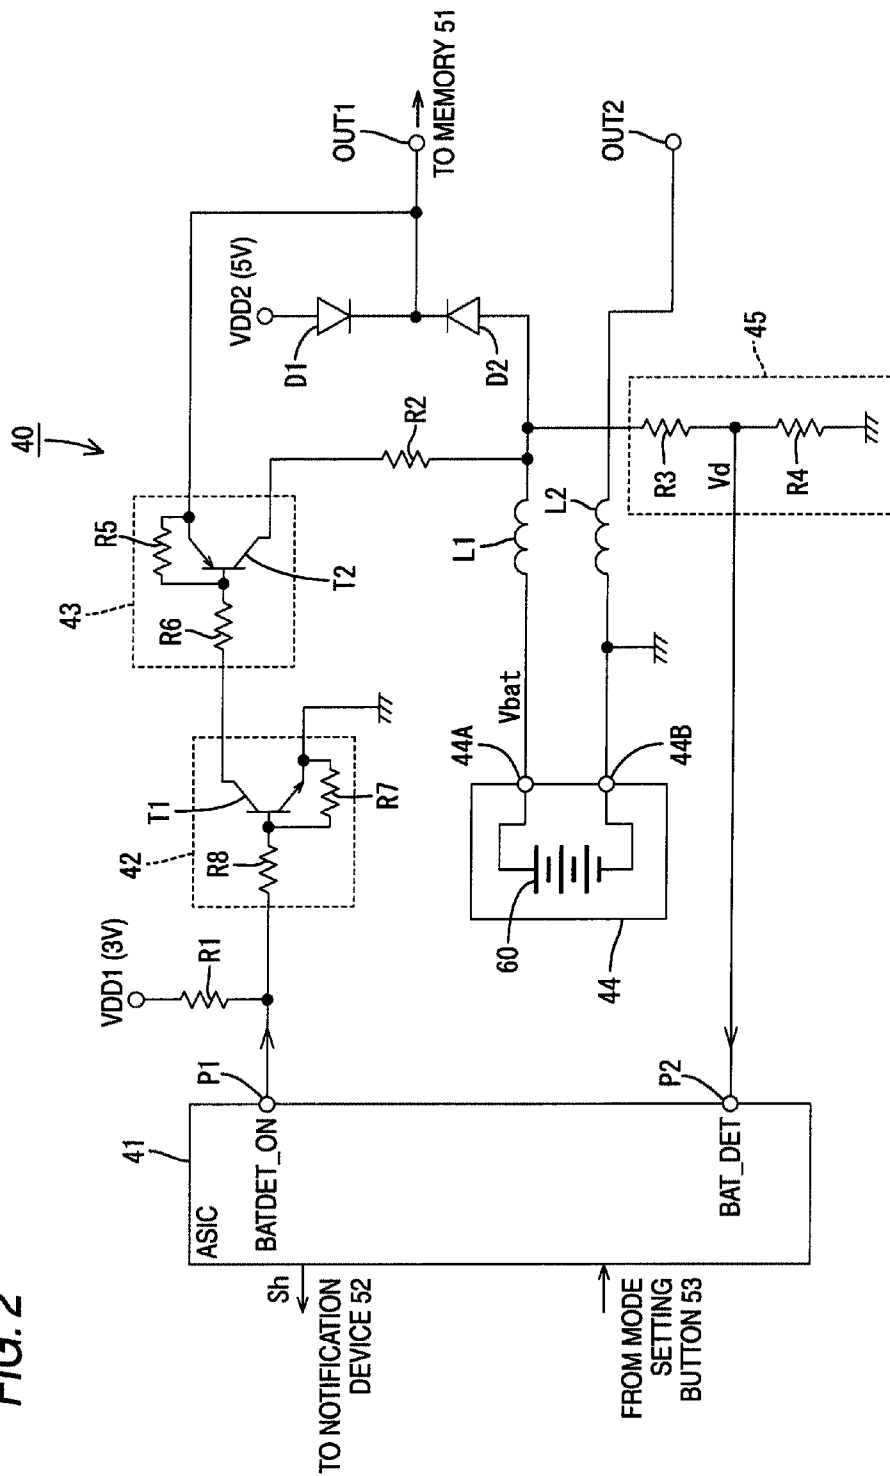 FIG. 2
40
VDD1 (3V)
R1
42
T1
R8
R7
43
R5
R6
T2
R2
VDD2 (5V)
D1
D2
OUT1
TO MEMORY 51
41
ASIC
P1
BATDET_ON
Sh
TO NOTIFICATION
DEVICE 52
FROM MODE
SETTING
BUTTON 53
BAT_DET
P2
60
44
44A
44B
Vbat
L1
L2
OUT2
45
R3
Vd
R4